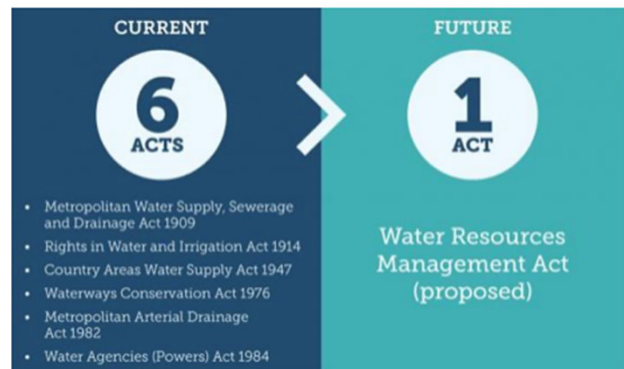 CURRENT
6
ACTS
• Metropolitan Water Supply, Sewerage
and Drainage Act 1909
• Rights in Water and Irrigation Act 1914
• Country Areas Water Supply Act 1947
• Waterways Conservation Act 1976
• Metropolitan Arterial Drainage
Act 1982
• Water Agencies (Powers) Act 1984
FUTURE
1
ACT
Water Resources
Management Act
(proposed)